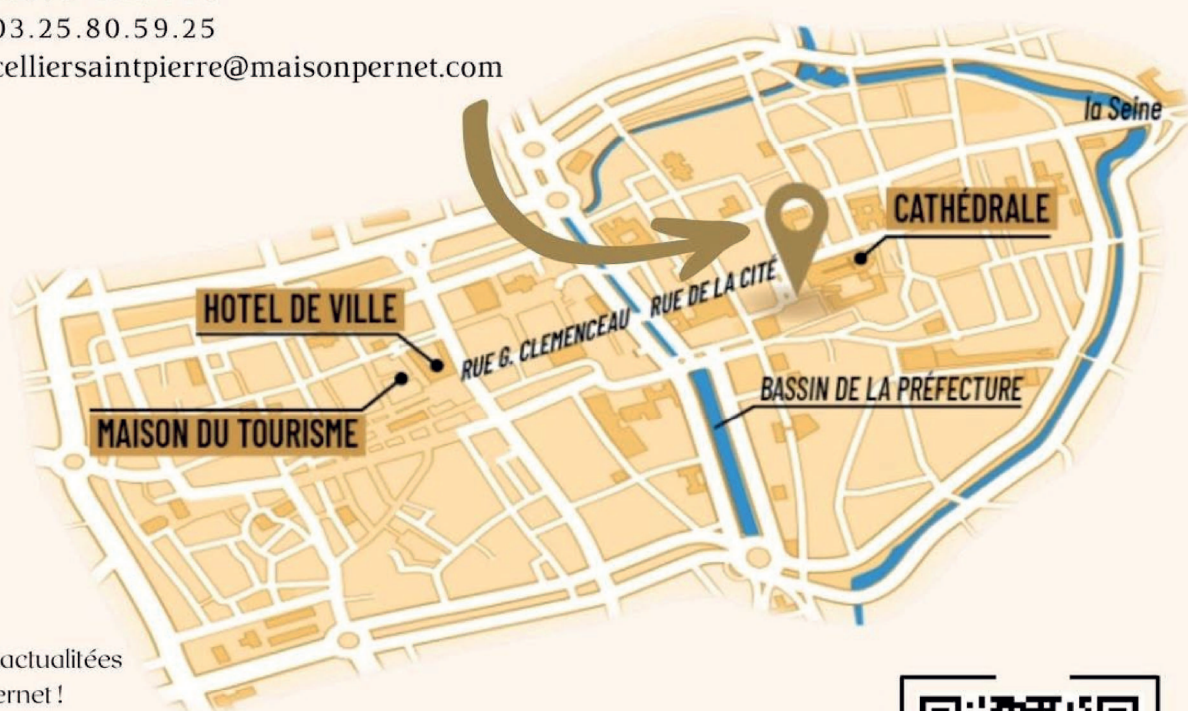 03.25.80.59.25
celliersaintpierre@maisonpernet.com
la Seine
CATHÉDRALE
RUE DE LA CITÉ
HOTEL DE VILLE
RUE G. CLEMENCEAU
BASSIN DE LA PRÉFECTURE
MAISON DU TOURISME
actualitées
ernet !